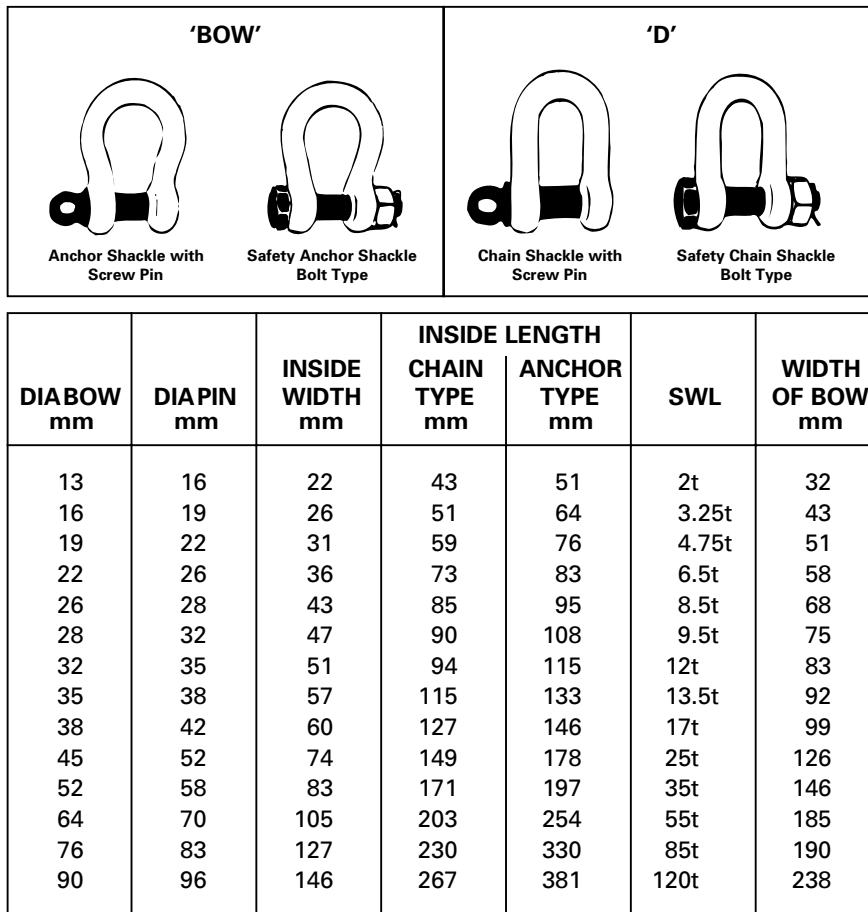 ‘BOW’
‘D’
Anchor Shackle with
Screw Pin
Safety Anchor Shackle
Bolt Type
Chain Shackle with
Screw Pin
Safety Chain Shackle
Bolt Type
INSIDE LENGTH
DIA BOW mm DIA PIN mm INSIDE WIDTH mm CHAIN TYPE mm ANCHOR TYPE mm SWL WIDTH OF BOW mm
13 16 22 43 51 2t 32
16 19 26 51 64 3.25t 43
19 22 31 59 76 4.75t 51
22 26 36 73 83 6.5t 58
26 28 43 85 95 8.5t 68
28 32 47 90 108 9.5t 75
32 35 51 94 115 12t 83
35 38 57 115 133 13.5t 92
38 42 60 127 146 17t 99
45 52 74 149 178 25t 126
52 58 83 171 197 35t 146
64 70 105 203 254 55t 185
76 83 127 230 330 85t 190
90 96 146 267 381 120t 238